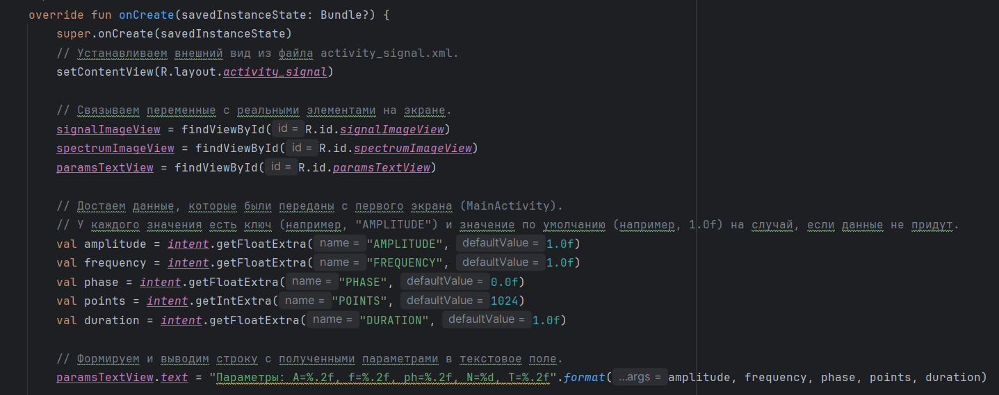 override fun onCreate(savedInstanceState: Bundle?) {
super.onCreate(savedInstanceState)
// Устанавливаем внешний вид из файла activity_signal.xml.
setContentView(R.layout.activity_signal)
// Связываем переменные с реальными элементами на экране.
signalImageView = findViewById( id = R.id.signalImageView)
spectrumImageView = findViewById( id = R.id.spectrumImageView)
paramsTextView = findViewById( id = R.id.paramsTextView)
// Достаем данные, которые были переданы с первого экрана (MainActivity).
// У каждого значения есть ключ (например, "AMPLITUDE") и значение по умолчанию (например, 1.0f) на случай, если данные не придут.
val amplitude = intent.getFloatExtra( name = "AMPLITUDE", defaultValue = 1.0f)
val frequency = intent.getFloatExtra( name = "FREQUENCY", defaultValue = 1.0f)
val phase = intent.getFloatExtra( name = "PHASE", defaultValue = 0.0f)
val points = intent.getIntExtra( name = "POINTS", defaultValue = 1024)
val duration = intent.getFloatExtra( name = "DURATION", defaultValue = 1.0f)
// Формируем и выводим строку с полученными параметрами в текстовое поле.
paramsTextView.text = "Параметры: A=%.2f, f=%.2f, ph=%.2f, N=%d, T=%.2f".format( ...args = amplitude, frequency, phase, points, duration)